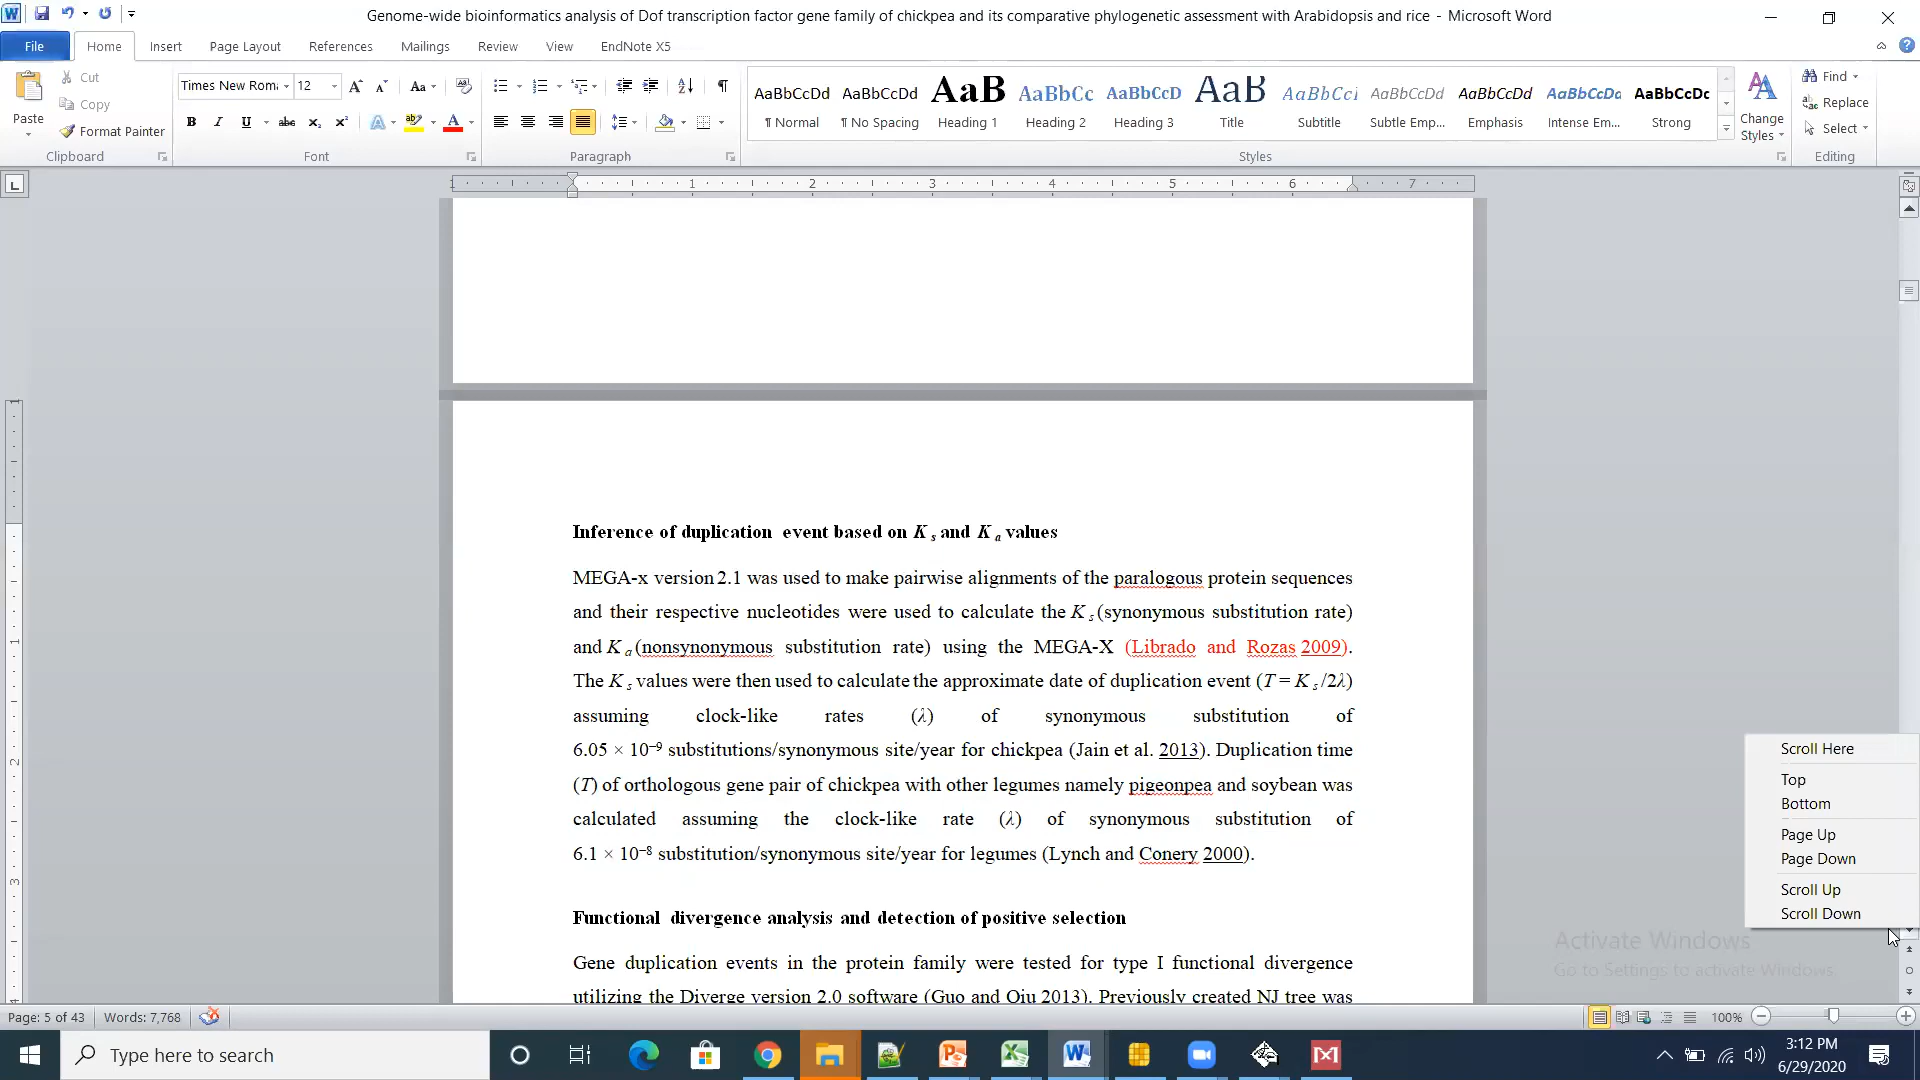 Genome-wide bioinformatics analysis of Dof transcription factor gene family of chickpea and its comparative phylogenetic assessment with Arabidopsis and rice - Microsoft Word
File Home Insert Page Layout References Mailings Review View EndNote X5
Paste
Cut
Copy
Format Painter
Clipboard
Times New Rom 12
Font
Paragraph
AaBbCcDd AaBbCcDd AaB AaBbCc AaBbCcD AaB AaBbCcI AaBbCcDd AaBbCcDd AaBbCcDc AaBbCcDc
¶ Normal ¶ No Spacing Heading 1 Heading 2 Heading 3 Title Subtitle Subtle Emp... Emphasis Intense Em... Strong
Styles
Change Styles
Find
Replace
Select
Editing
1 1 2 3 4 5 6 7
Inference of duplication event based on K s and K a values
MEGA-x version 2.1 was used to make pairwise alignments of the paralogous protein sequences
and their respective nucleotides were used to calculate the K s (synonymous substitution rate)
and K a (nonsynonymous substitution rate) using the MEGA-X (Librado and Rozas 2009).
The K s values were then used to calculate the approximate date of duplication event (T = K s /2λ)
assuming clock-like rates (λ) of synonymous substitution of
6.05 × 10⁻⁹ substitutions/synonymous site/year for chickpea (Jain et al. 2013). Duplication time
(T) of orthologous gene pair of chickpea with other legumes namely pigeonpea and soybean was
calculated assuming the clock-like rate (λ) of synonymous substitution of
6.1 × 10⁻⁸ substitution/synonymous site/year for legumes (Lynch and Conery 2000).
Functional divergence analysis and detection of positive selection
Gene duplication events in the protein family were tested for type I functional divergence
utilizing the Diverge version 2.0 software (Guo and Qiu 2013). Previously created NJ tree was
Scroll Here
Top
Bottom
Page Up
Page Down
Scroll Up
Scroll Down
Activate Windows
Go to Settings to activate Windows.
Page: 5 of 43 Words: 7,768 100%
Type here to search
3:12 PM
6/29/2020